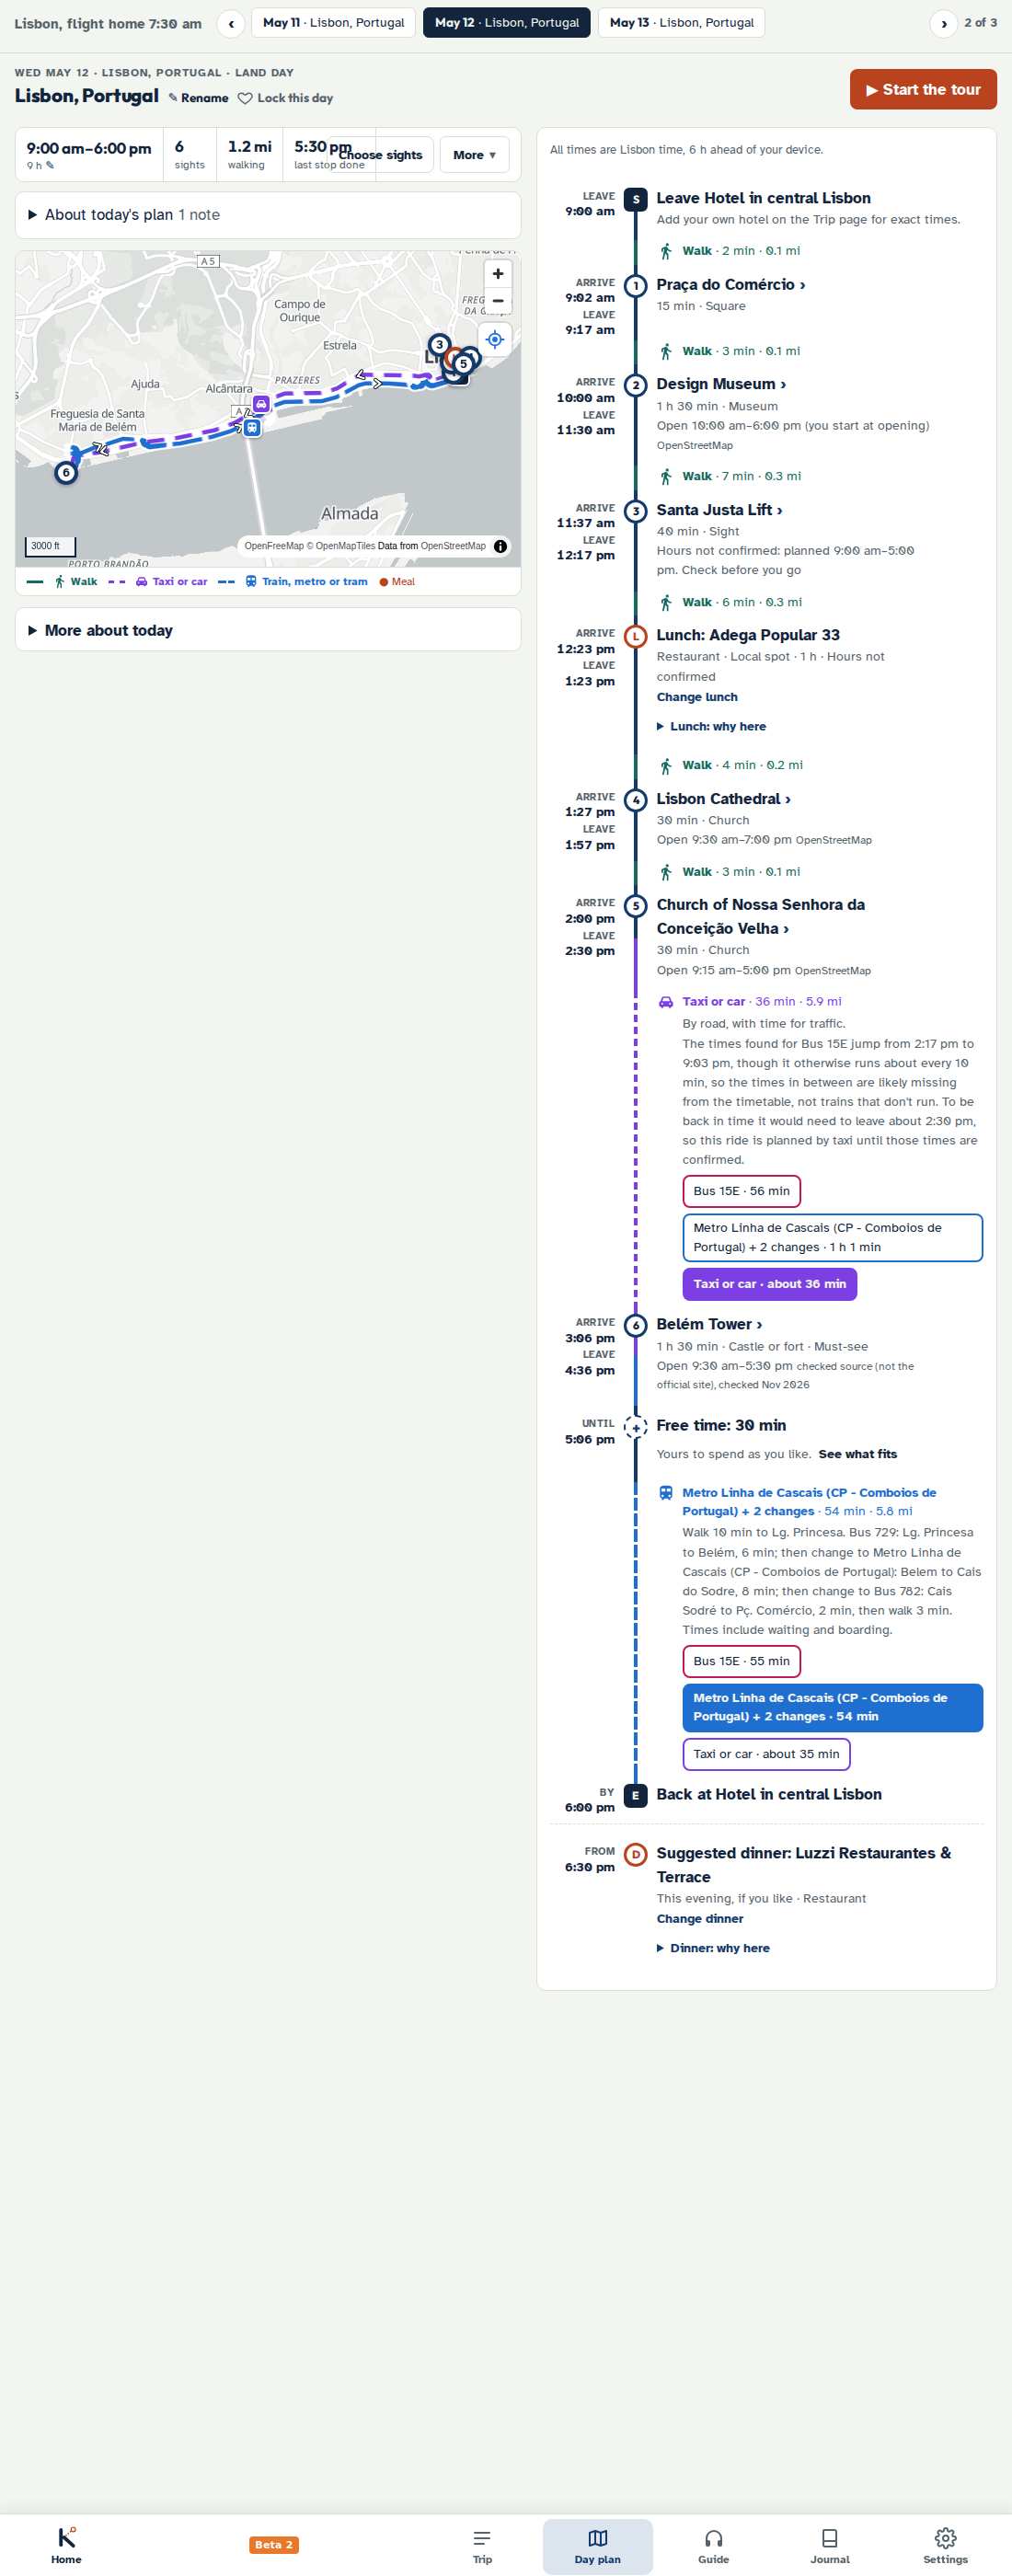 Lisbon, flight home 7:30 am
‹
May 11 · Lisbon, Portugal
May 12 · Lisbon, Portugal
May 13 · Lisbon, Portugal
›
2 of 3
WED MAY 12 · LISBON, PORTUGAL · LAND DAY
Lisbon, Portugal
✎ Rename
Lock this day
▶ Start the tour
9:00 am–6:00 pm
9 h ✎
6
sights
1.2 mi
walking
5:30 pm
last stop done
Choose sights
More ▾
▶ About today's plan 1 note
A 5
Campo de
Ourique
Estrela
PRAZERES
Ajuda
Alcântara
Freguesia de Santa
Maria de Belém
3
5
6
+
−
Almada
3000 ft
PORTO BRANDÃO
OpenFreeMap © OpenMapTiles Data from OpenStreetMap
Walk
Taxi or car
Train, metro or tram
Meal
▶ More about today
All times are Lisbon time, 6 h ahead of your device.
LEAVE
9:00 am
S
Leave Hotel in central Lisbon
Add your own hotel on the Trip page for exact times.
Walk · 2 min · 0.1 mi
ARRIVE
9:02 am
LEAVE
9:17 am
1
Praça do Comércio ›
15 min · Square
Walk · 3 min · 0.1 mi
ARRIVE
10:00 am
LEAVE
11:30 am
2
Design Museum ›
1 h 30 min · Museum
Open 10:00 am–6:00 pm (you start at opening)
OpenStreetMap
Walk · 7 min · 0.3 mi
ARRIVE
11:37 am
LEAVE
12:17 pm
3
Santa Justa Lift ›
40 min · Sight
Hours not confirmed: planned 9:00 am–5:00
pm. Check before you go
Walk · 6 min · 0.3 mi
ARRIVE
12:23 pm
LEAVE
1:23 pm
L
Lunch: Adega Popular 33
Restaurant · Local spot · 1 h · Hours not
confirmed
Change lunch
▶ Lunch: why here
Walk · 4 min · 0.2 mi
ARRIVE
1:27 pm
LEAVE
1:57 pm
4
Lisbon Cathedral ›
30 min · Church
Open 9:30 am–7:00 pm OpenStreetMap
Walk · 3 min · 0.1 mi
ARRIVE
2:00 pm
LEAVE
2:30 pm
5
Church of Nossa Senhora da
Conceição Velha ›
30 min · Church
Open 9:15 am–5:00 pm OpenStreetMap
Taxi or car · 36 min · 5.9 mi
By road, with time for traffic.
The times found for Bus 15E jump from 2:17 pm to
9:03 pm, though it otherwise runs about every 10
min, so the times in between are likely missing
from the timetable, not trains that don't run. To be
back in time it would need to leave about 2:30 pm,
so this ride is planned by taxi until those times are
confirmed.
Bus 15E · 56 min
Metro Linha de Cascais (CP - Comboios de
Portugal) + 2 changes · 1 h 1 min
Taxi or car · about 36 min
ARRIVE
3:06 pm
LEAVE
4:36 pm
6
Belém Tower ›
1 h 30 min · Castle or fort · Must-see
Open 9:30 am–5:30 pm checked source (not the
official site), checked Nov 2026
UNTIL
5:06 pm
+
Free time: 30 min
Yours to spend as you like. See what fits
Metro Linha de Cascais (CP - Comboios de
Portugal) + 2 changes · 54 min · 5.8 mi
Walk 10 min to Lg. Princesa. Bus 729: Lg. Princesa
to Belém, 6 min; then change to Metro Linha de
Cascais (CP - Comboios de Portugal): Belem to Cais
do Sodre, 8 min; then change to Bus 782: Cais
Sodré to Pç. Comércio, 2 min, then walk 3 min.
Times include waiting and boarding.
Bus 15E · 55 min
Metro Linha de Cascais (CP - Comboios de
Portugal) + 2 changes · 54 min
Taxi or car · about 35 min
BY
6:00 pm
E
Back at Hotel in central Lisbon
FROM
6:30 pm
D
Suggested dinner: Luzzi Restaurantes &
Terrace
This evening, if you like · Restaurant
Change dinner
▶ Dinner: why here
Home
Beta 2
Trip
Day plan
Guide
Journal
Settings